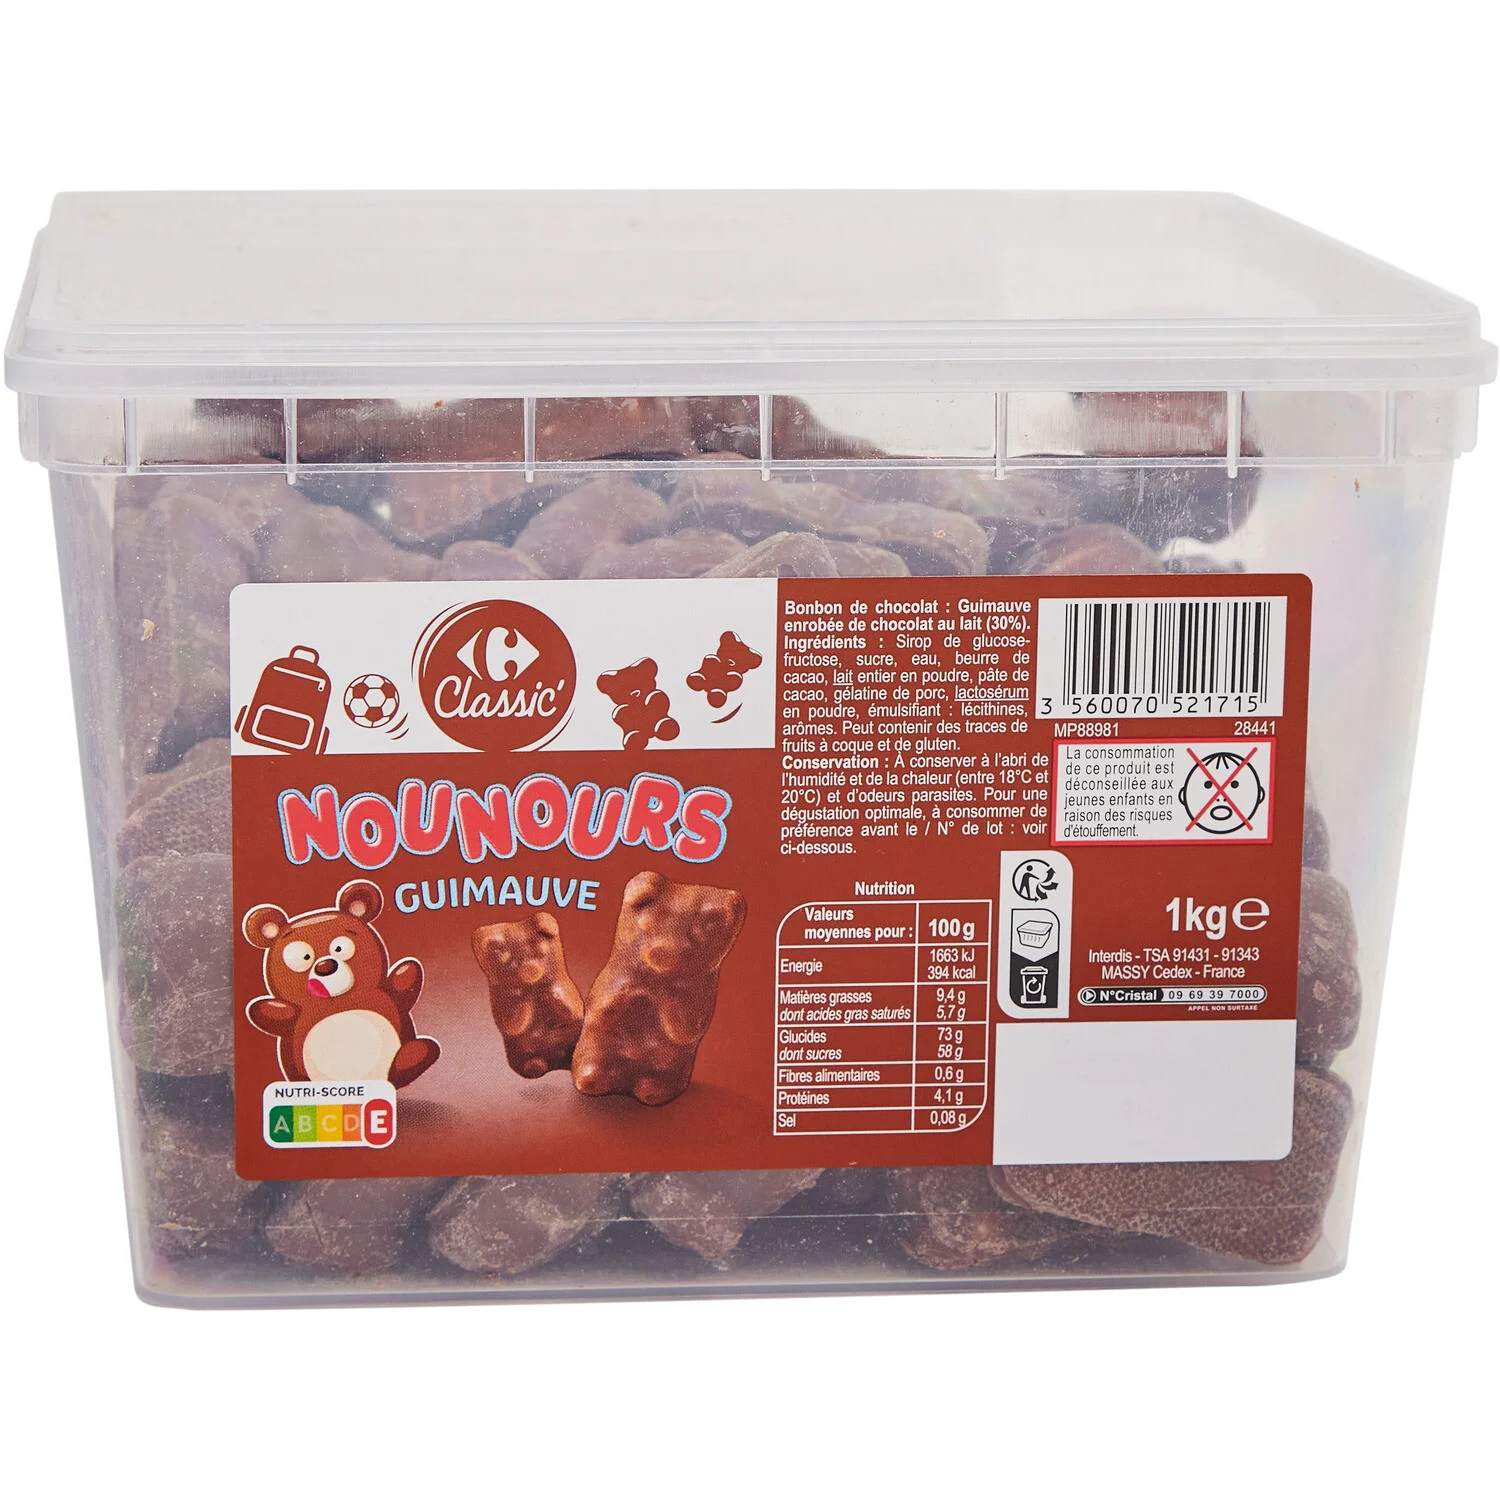 Classic'
NOUNOURS
GUIMAUVE
NUTRI-SCORE
A B C D E
Bonbon de chocolat : Guimauve
enrobée de chocolat au lait (30%).
Ingrédients : Sirop de glucose-
fructose, sucre, eau, beurre de
cacao, lait entier en poudre, pâte de
cacao, gélatine de porc, lactosérum
en poudre, émulsifiant : lécithines,
arômes. Peut contenir des traces de
fruits à coque et de gluten.
Conservation : À conserver à l'abri de
l'humidité et de la chaleur (entre 18°C et
20°C) et d'odeurs parasites. Pour une
dégustation optimale, à consommer de
préférence avant le / N° de lot : voir
ci-dessous.
Nutrition
Valeurs
moyennes pour : 100g
Energie 1663 kJ
394 kcal
Matières grasses 9,4 g
dont acides gras saturés 5,7 g
Glucides 73 g
dont sucres 58 g
Fibres alimentaires 0,6 g
Protéines 4,1 g
Sel 0,08 g
3 560070 521715
MP88981 28441
La consommation
de ce produit est
déconseillée aux
jeunes enfants en
raison des risques
d'étouffement.
1kg e
Interdis - TSA 91431 - 91343
MASSY Cedex - France
N°Cristal 09 69 39 7000
APPEL NON SURTAXE